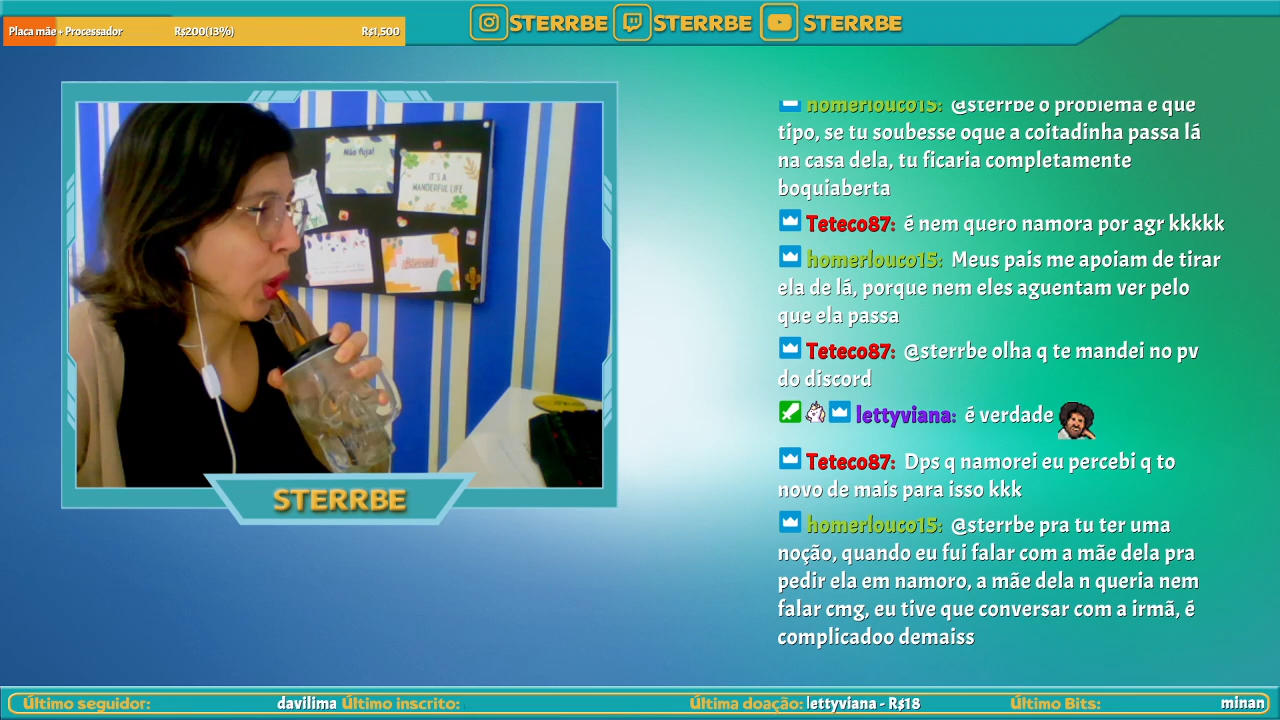 STERRBE STERRBE STERRBE
Placa mãe + Processador R$200(13%) R$1,500
Não fuja!
IT'S A
WANDERFUL LIFE
STERRBE
homerlouco15: @sterrbe o problema é que
tipo, se tu soubesse oque a coitadinha passa lá
na casa dela, tu ficaria completamente
boquiaberta
Teteco87: é nem quero namora por agr kkkkk
homerlouco15: Meus pais me apoiam de tirar
ela de lá, porque nem eles aguentam ver pelo
que ela passa
Teteco87: @sterrbe olha q te mandei no pv
do discord
lettyviana: é verdade
Teteco87: Dps q namorei eu percebi q to
novo de mais para isso kkk
homerlouco15: @sterrbe pra tu ter uma
noção, quando eu fui falar com a mãe dela pra
pedir ela em namoro, a mãe dela n queria nem
falar cmg, eu tive que conversar com a irmã, é
complicadoo demaiss
Último seguidor: davilima Último inscrito: Última doação: lettyviana - R$18 Último Bits: minan